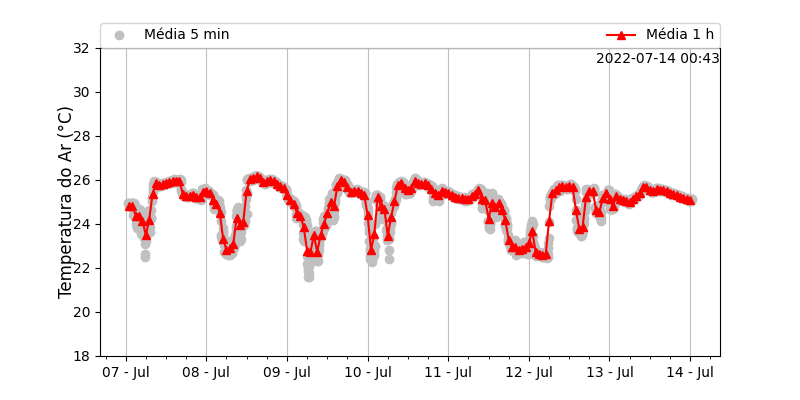 Média 5 min
Média 1 h
2022-07-14 00:43
Temperatura do Ar (°C)
32
30
28
26
24
22
20
18
07 - Jul
08 - Jul
09 - Jul
10 - Jul
11 - Jul
12 - Jul
13 - Jul
14 - Jul